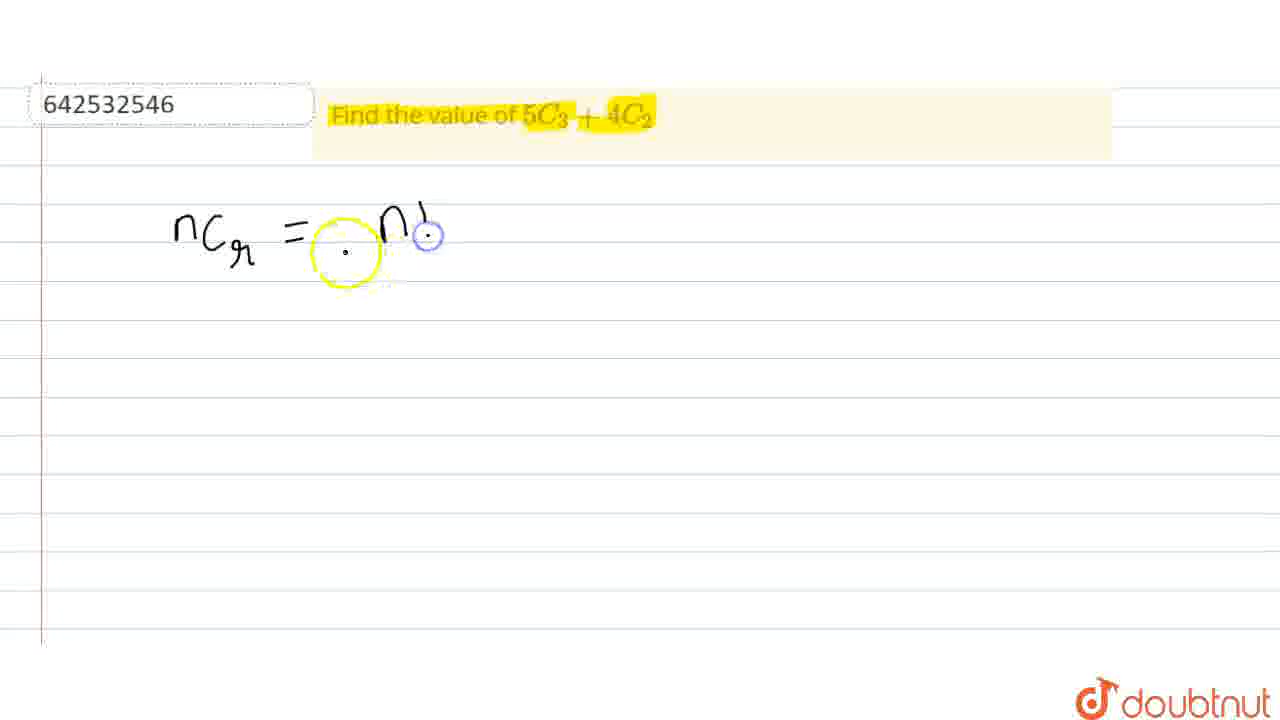 642532546
Find the value of 5C₃ + 4C₂
nCr = n!
doubtnut